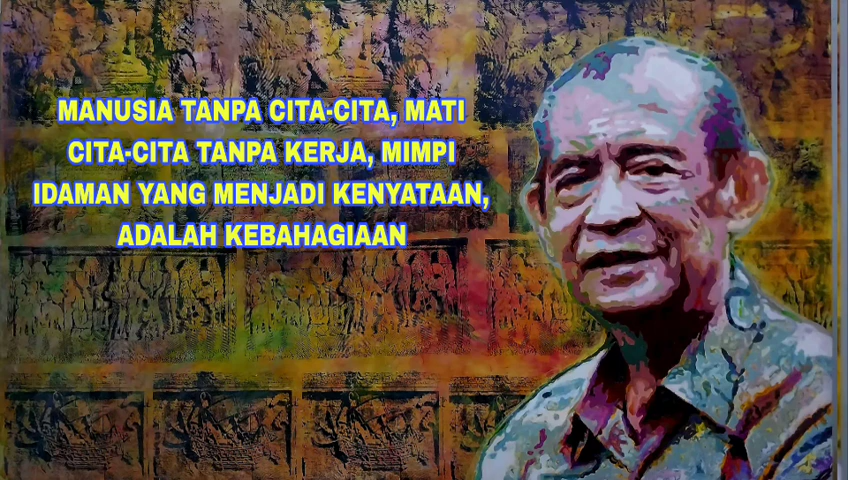 MANUSIA TANPA CITA-CITA, MATI
CITA-CITA TANPA KERJA, MIMPI
IDAMAN YANG MENJADI KENYATAAN,
ADALAH KEBAHAGIAAN